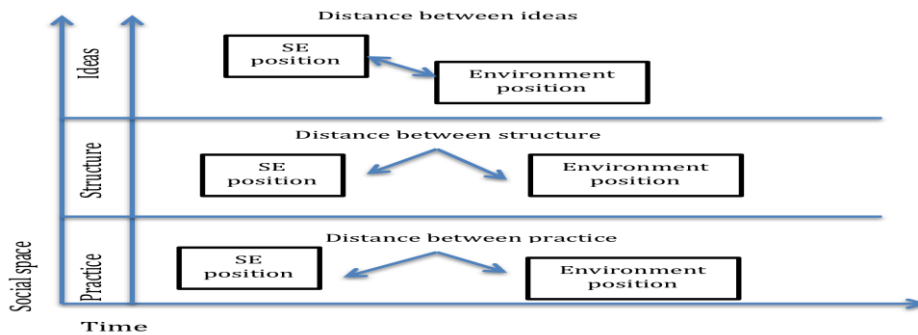 Distance between ideas
SE
position
Environment
position
Ideas
Distance between structure
SE
position
Environment
position
Structure
Distance between practice
SE
position
Environment
position
Practice
Social space
Time